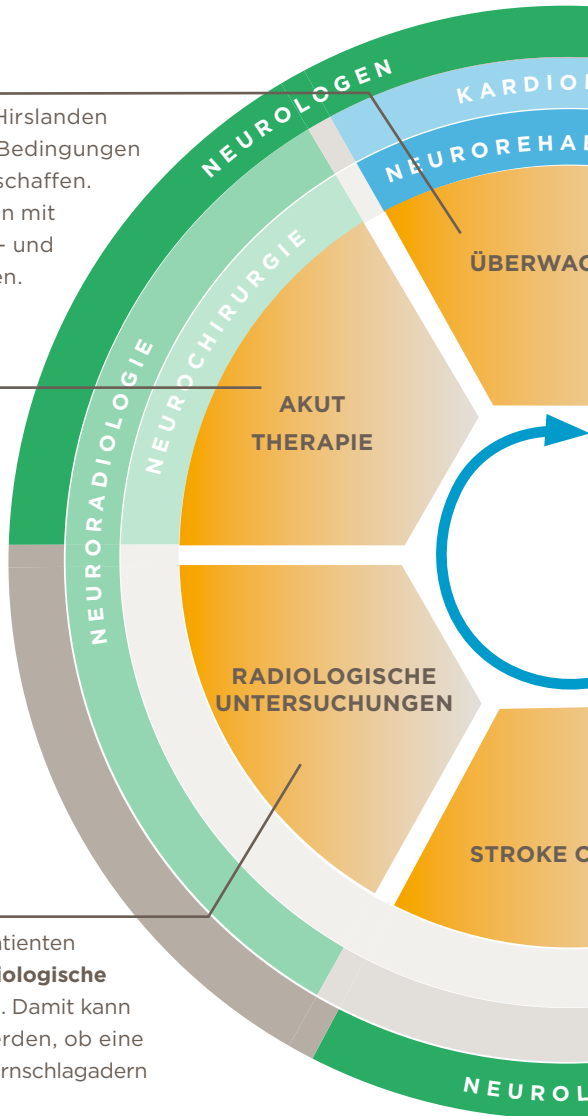 Hirslanden
Bedingungen
schaffen.
n mit
- und
en.
NEUROLOGEN
KARDIO
NEUROREHA
NEURORADIOLOGIE
NEUROCHIRURGIE
ÜBERWAC
AKUT
THERAPIE
RADIOLOGISCHE
UNTERSUCHUNGEN
STROKE
NEUROL
atienten
iologische
. Damit kann
erden, ob eine
rnschlagadern